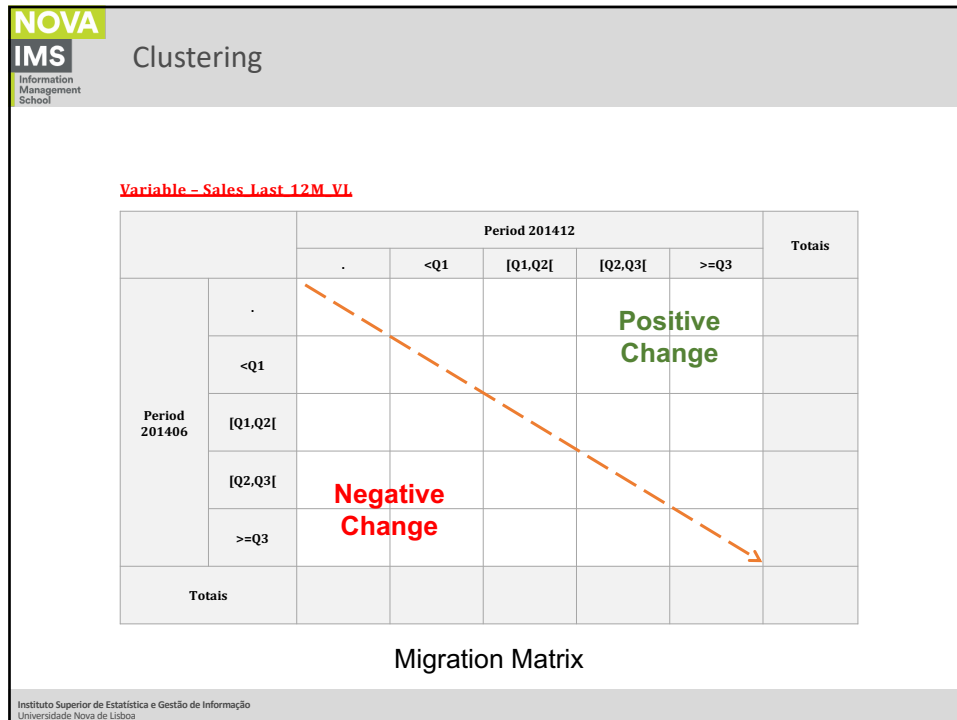 NOVA
IMS
Information
Management
School
Clustering
Variable – Sales_Last_12M_VL
Period 201412
Totais
. <Q1 [Q1,Q2[ [Q2,Q3[ >=Q3
.
Positive
Change
<Q1
Period
201406
[Q1,Q2[
[Q2,Q3[
Negative
Change
>=Q3
Totais
Migration Matrix
Instituto Superior de Estatística e Gestão de Informação
Universidade Nova de Lisboa